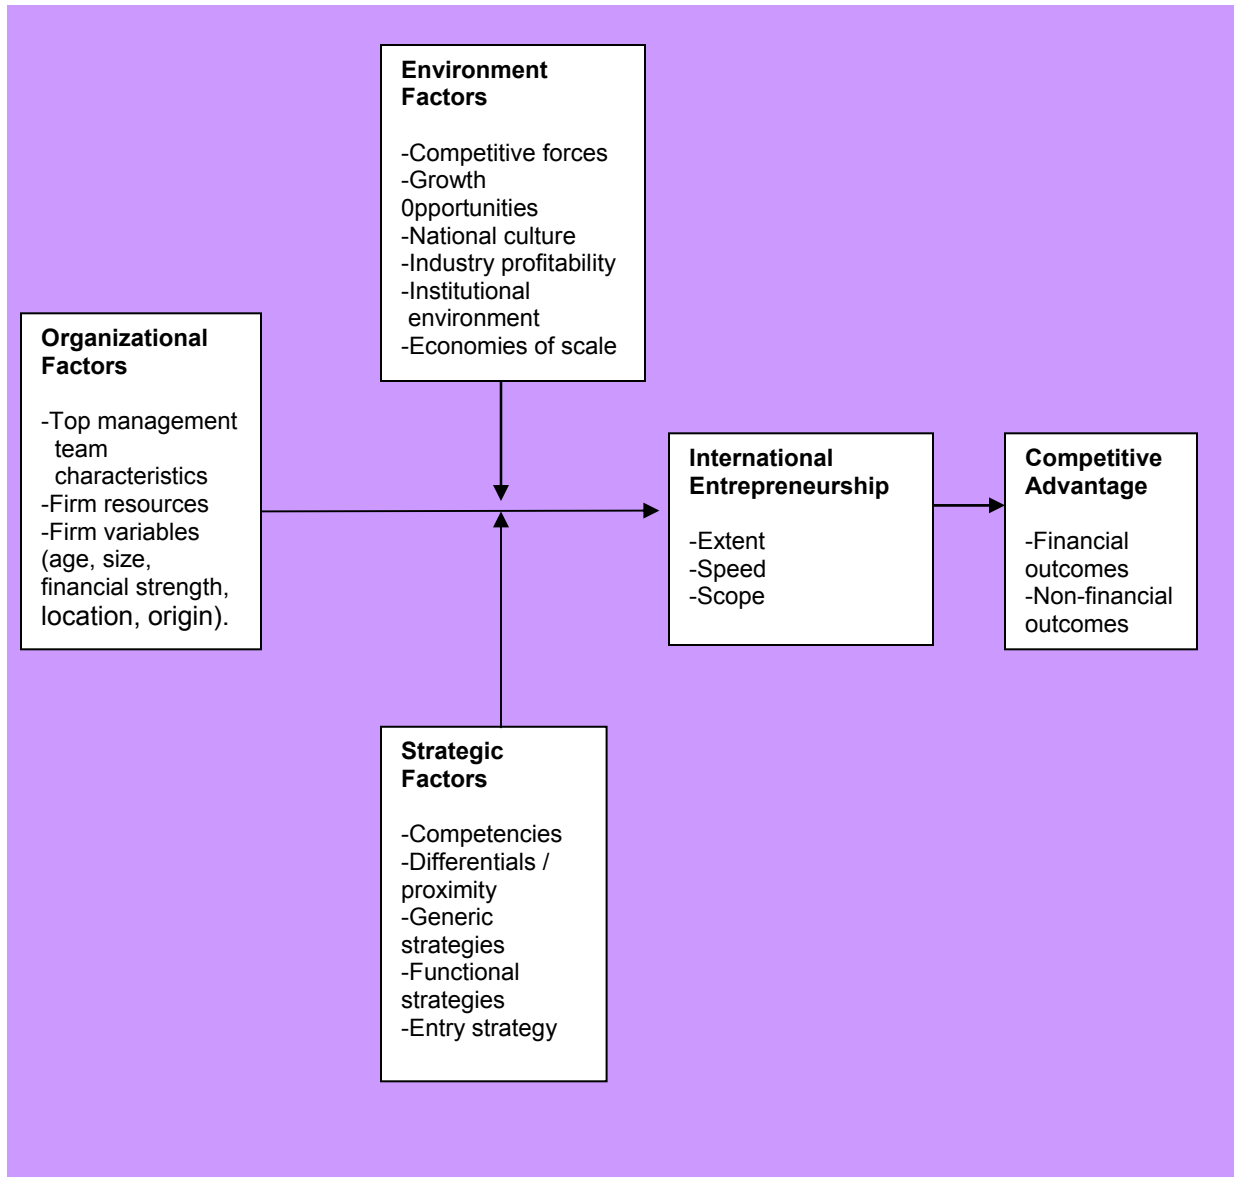 Environment
Factors
-Competitive forces
-Growth
0pportunities
-National culture
-Industry profitability
-Institutional
environment
-Economies of scale
Organizational
Factors
-Top management
team
characteristics
-Firm resources
-Firm variables
(age, size,
financial strength,
location, origin).
International
Entrepreneurship
-Extent
-Speed
-Scope
Competitive
Advantage
-Financial
outcomes
-Non-financial
outcomes
Strategic
Factors
-Competencies
-Differentials /
proximity
-Generic
strategies
-Functional
strategies
-Entry strategy